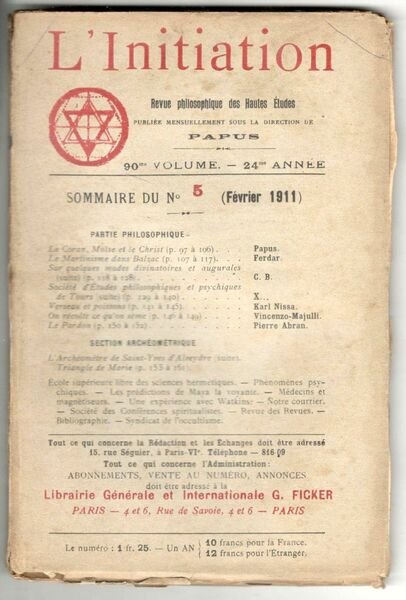 L'Initiation
Revue philosophique des Hautes Études
PUBLIÉE MENSUELLEMENT SOUS LA DIRECTION DE
PAPUS
90me VOLUME. — 24me ANNÉE
SOMMAIRE DU No 5 (Février 1911)
PARTIE PHILOSOPHIQUE
Le Coran, Moïse et le Christ (p. 97 à 106) . . . Papus.
Le Martinisme dans Balzac (p. 107 à 117) . . . Ferdar.
Sur quelques modes divinatoires et augurales
(suite) (p. 118 à 128) . . . C. B.
Société d'Études philosophiques et psychiques
de Tours (suite) (p. 129 à 140) . . . X...
Verseau et poissons (p. 141 à 145) . . . Karl Nissa.
On récolte ce qu'on sème (p. 146 à 149) . . . Vincenzo-Majulli.
Le Pardon (p. 150 à 152) . . . Pierre Abran.
SECTION ARCHÉOMÉTRIQUE
L'Archéomètre de Saint-Yves d'Alveydre (suite).
Triangle de Marie (p. 153 à 161).
Ecole supérieure libre des sciences hermétiques. — Phénomènes psy-
chiques. — Les prédictions de Maya la voyante. — Médecins et
magnétiseurs. — Une expérience avec Watkins. — Notre courrier.
— Société des Conférences spiritualistes. — Revue des Revues. —
Bibliographie. — Syndicat de l'occultisme.
Tout ce qui concerne la Rédaction et les Echanges doit être adressé
15, rue Séguier, à Paris-VIe. Télephone — 816 09
Tout ce qui concerne l'Administration:
ABONNEMENTS, VENTE AU NUMÉRO, ANNONCES
doit être adressé à la
Librairie Générale et Internationale G. FICKER
PARIS — 4 et 6, Rue de Savoie, 4 et 6 — PARIS
Le numéro : 1 fr. 25. — Un AN { 10 francs pour la France.
12 francs pour l'Etranger.